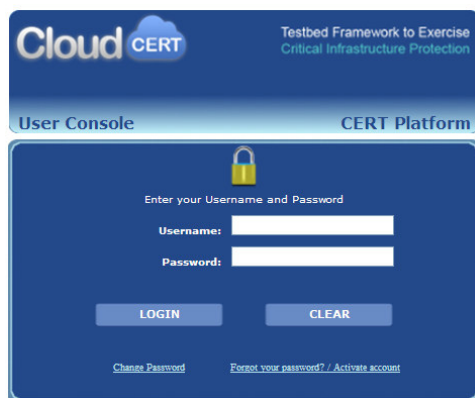 Cloud CERT
Testbed Framework to Exercise
Critical Infrastructure Protection
User Console
CERT Platform
Enter your Username and Password
Username:
Password:
LOGIN
CLEAR
Change Password
Forgot your password? / Activate account